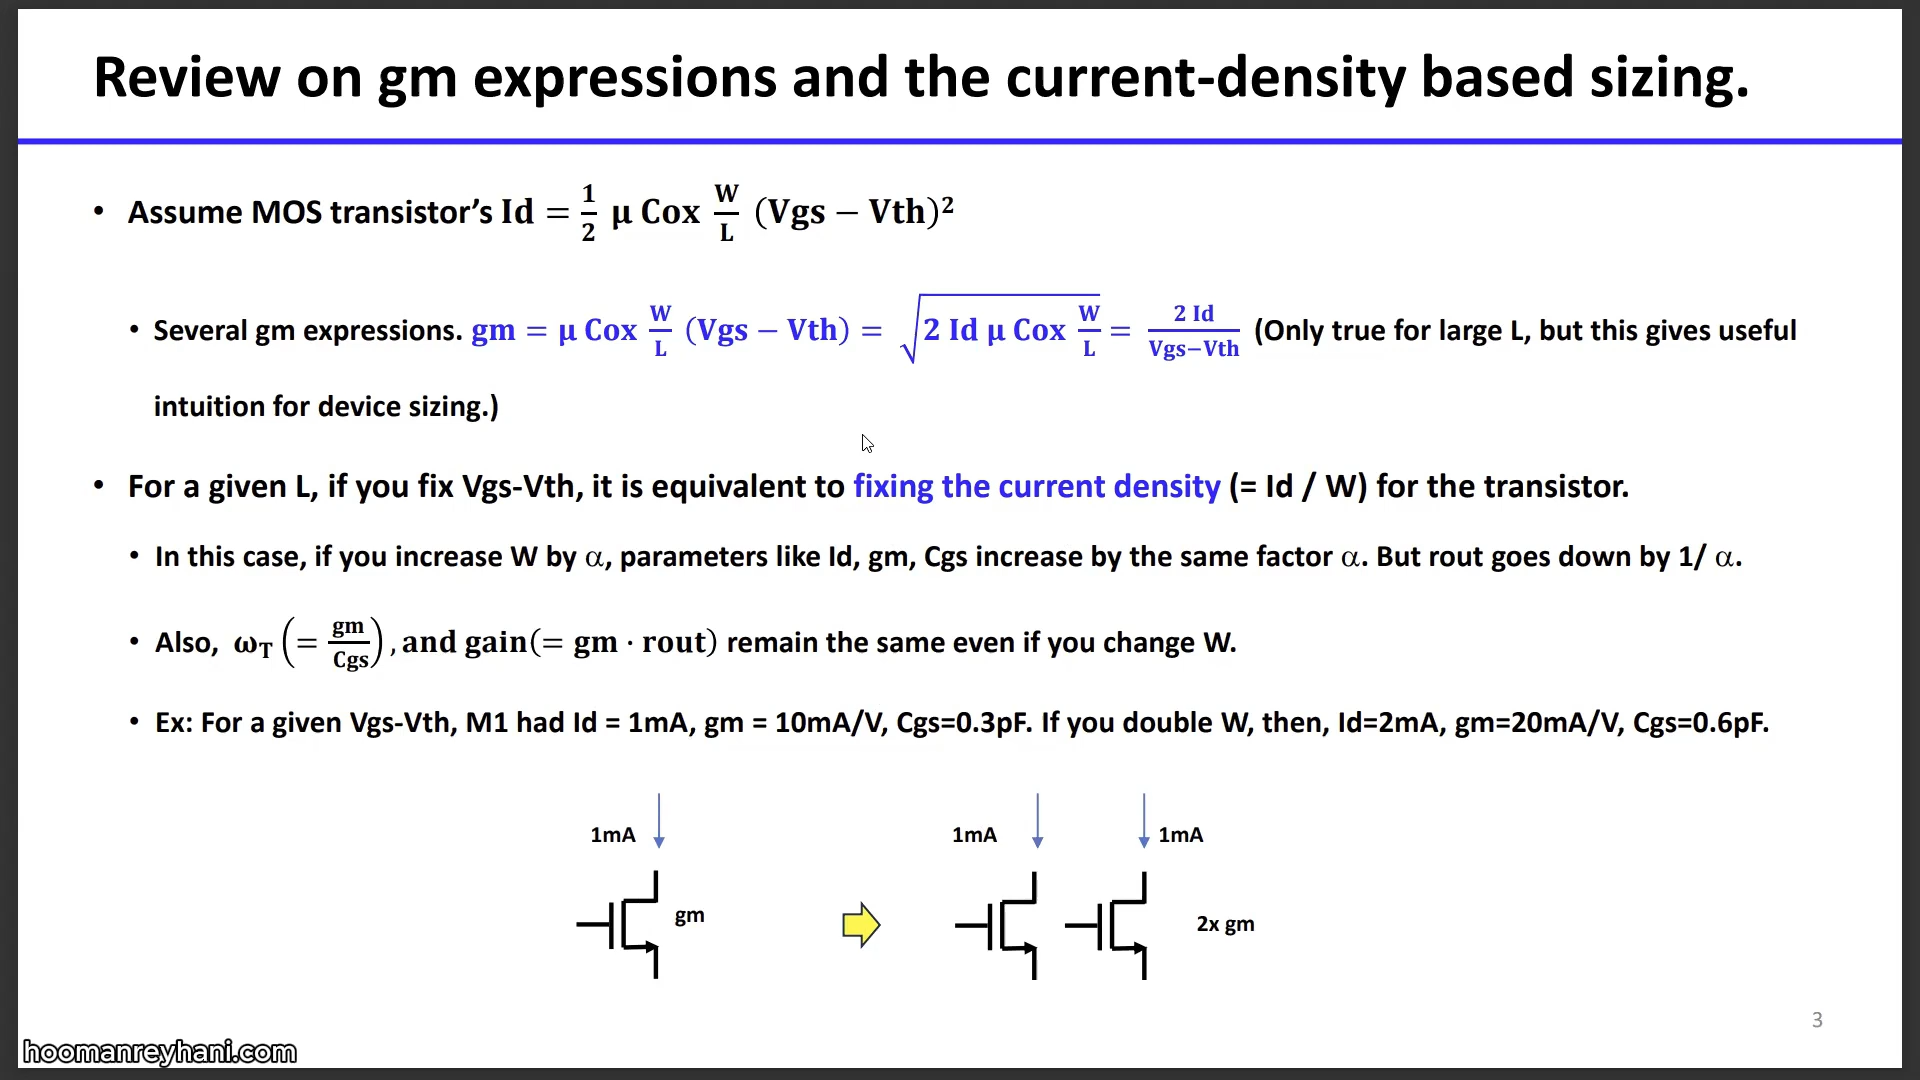 Review on gm expressions and the current-density based sizing.
• Assume MOS transistor’s Id = 1/2 μ Cox W/L (Vgs − Vth)²
• Several gm expressions. gm = μ Cox W/L (Vgs − Vth) = √(2 Id μ Cox W/L) = 2 Id/(Vgs−Vth) (Only true for large L, but this gives useful
intuition for device sizing.)
• For a given L, if you fix Vgs-Vth, it is equivalent to fixing the current density (= Id / W) for the transistor.
• In this case, if you increase W by α, parameters like Id, gm, Cgs increase by the same factor α. But rout goes down by 1/ α.
• Also, ωT (= gm/Cgs), and gain(= gm · rout) remain the same even if you change W.
• Ex: For a given Vgs-Vth, M1 had Id = 1mA, gm = 10mA/V, Cgs=0.3pF. If you double W, then, Id=2mA, gm=20mA/V, Cgs=0.6pF.
1mA 1mA 1mA
gm 2x gm
3
hoomanreyhani.com